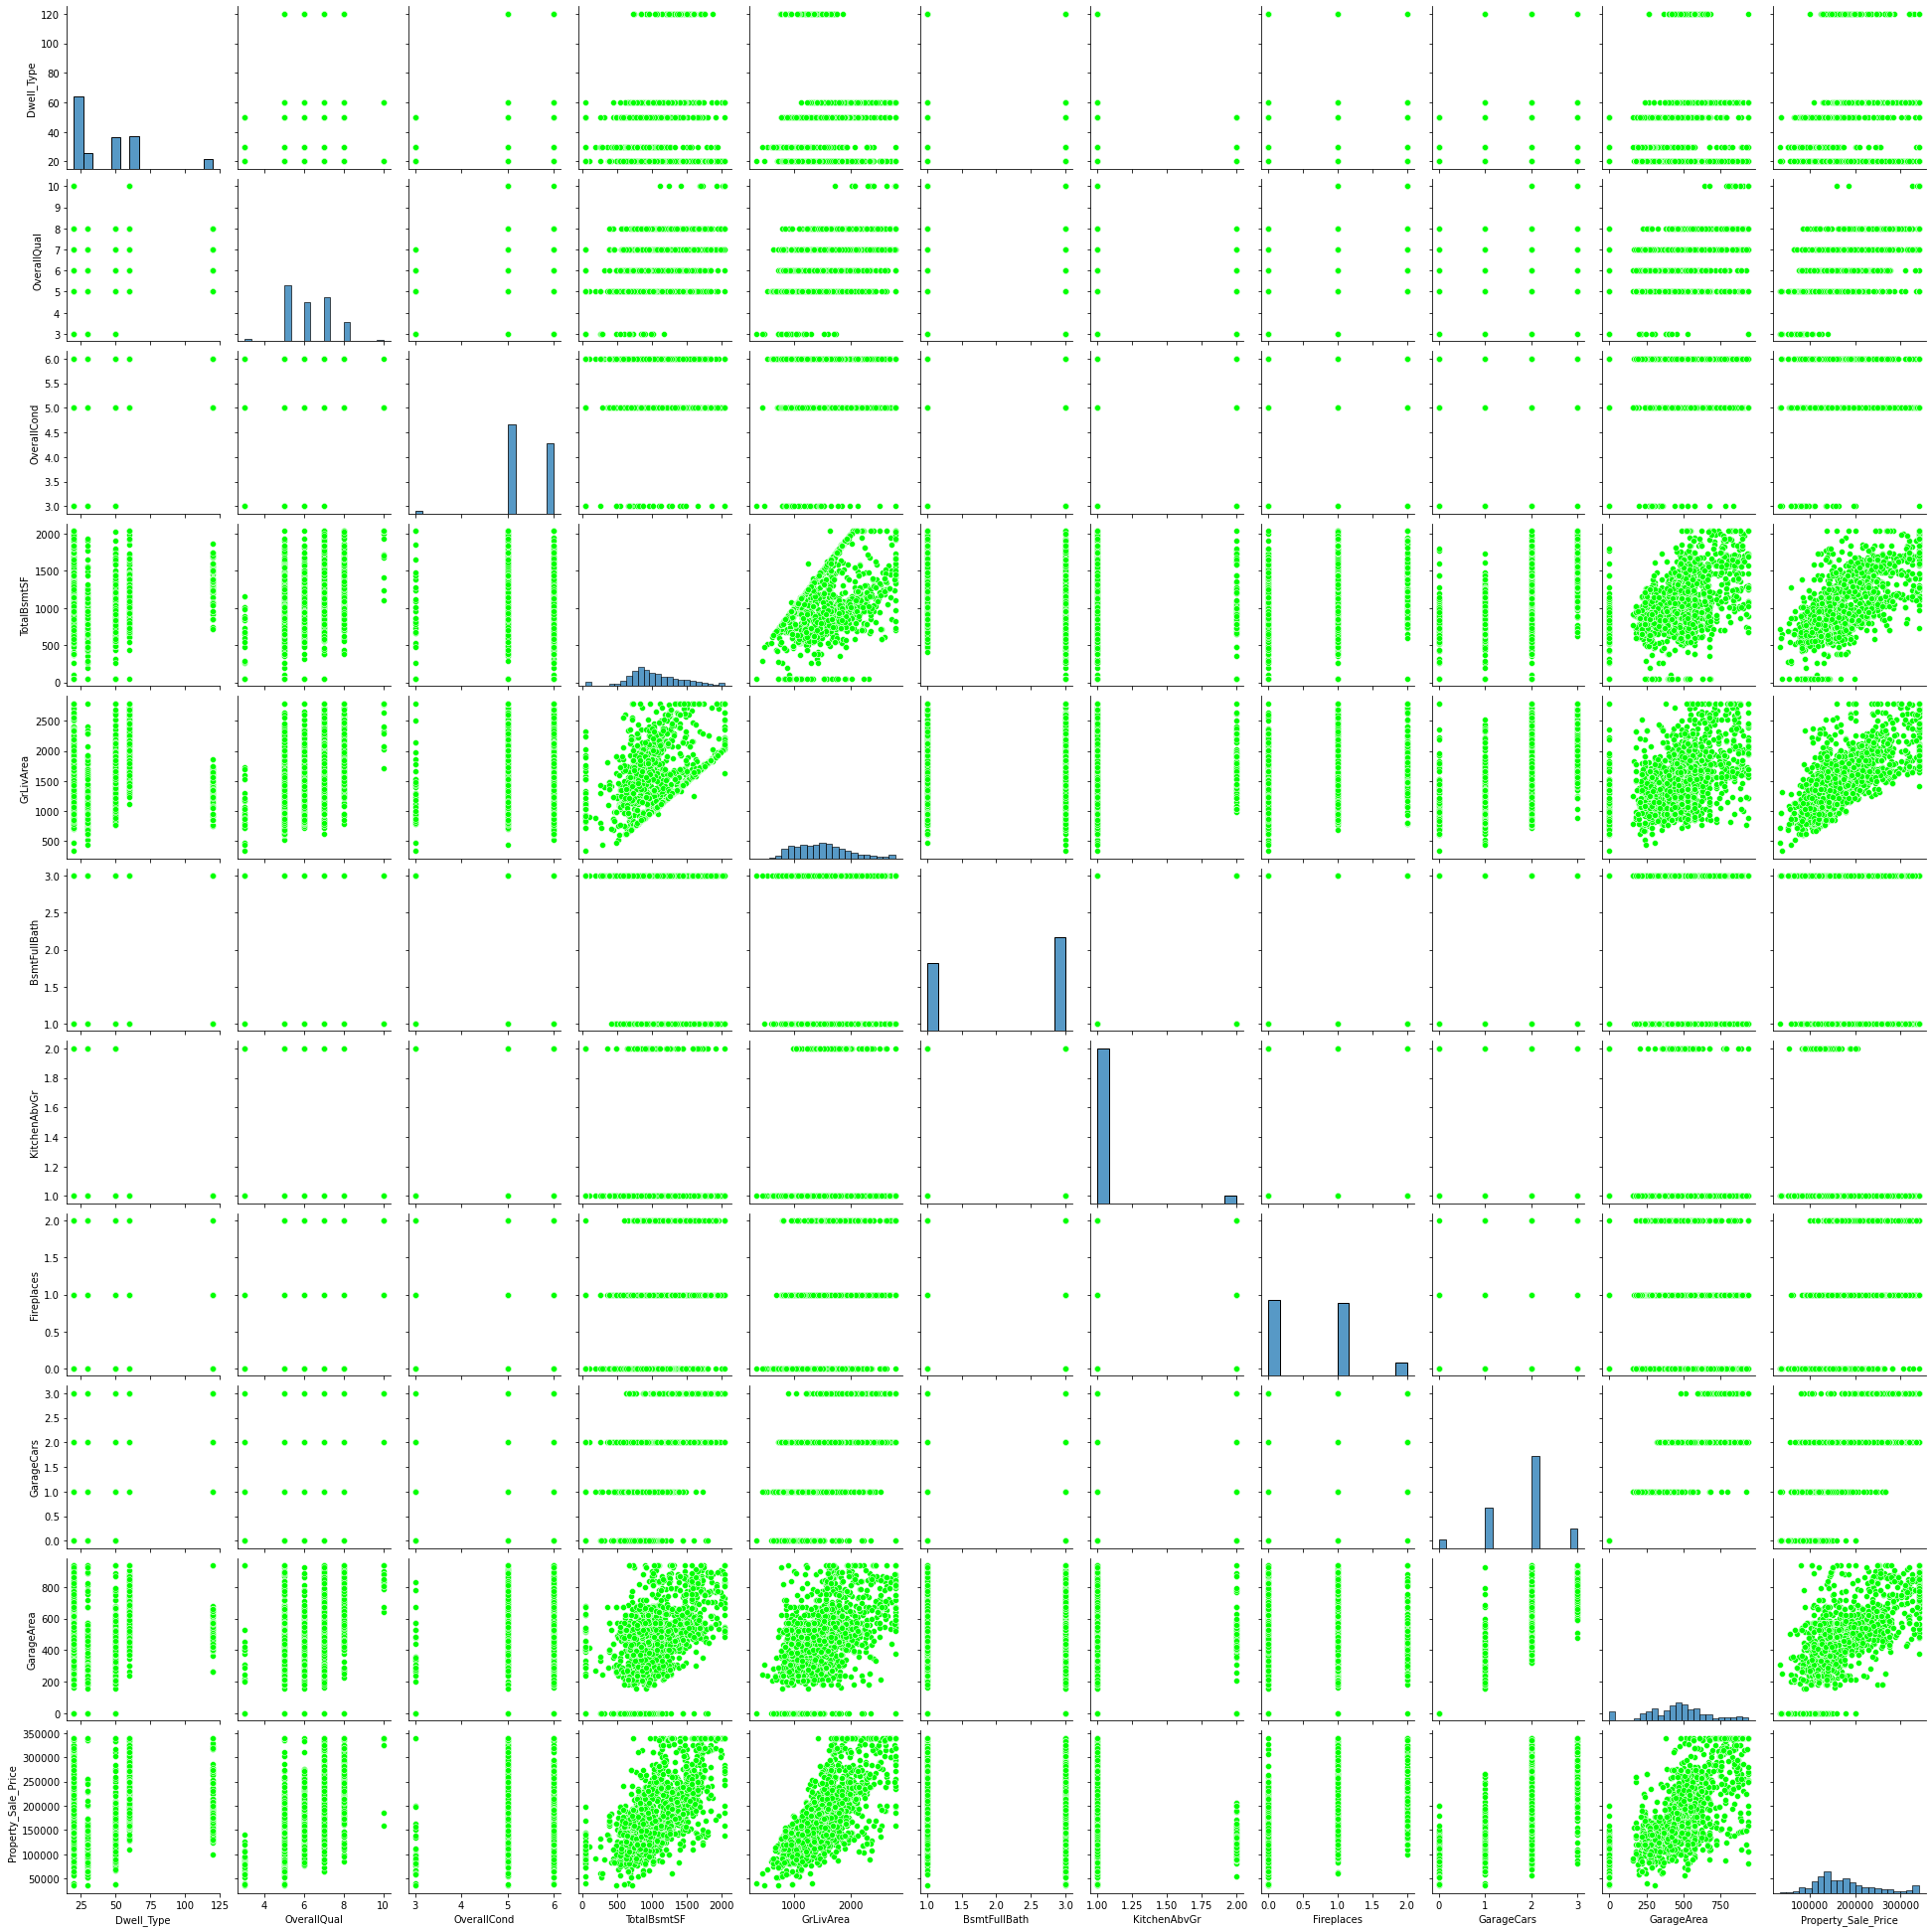 120
100
80
60
40
20
Dwell_Type
10
9
8
7
6
5
4
3
OverallQual
6.0
5.5
5.0
4.5
4.0
3.5
3.0
OverallCond
2000
1500
1000
500
0
TotalBsmtSF
2500
2000
1500
1000
500
GrLivArea
3.0
2.5
2.0
1.5
1.0
BsmtFullBath
2.0
1.8
1.6
1.4
1.2
1.0
KitchenAbvGr
2.0
1.5
1.0
0.5
0.0
Fireplaces
3.0
2.5
2.0
1.5
1.0
0.5
0.0
GarageCars
800
600
400
200
0
GarageArea
350000
300000
250000
200000
150000
100000
50000
Property_Sale_Price
25 50 75 100 125
Dwell_Type
4 6 8 10
OverallQual
3 4 5 6
OverallCond
0 500 1000 1500 2000
TotalBsmtSF
1000 2000
GrLivArea
1.0 1.5 2.0 2.5 3.0
BsmtFullBath
1.00 1.25 1.50 1.75 2.00
KitchenAbvGr
0.0 0.5 1.0 1.5 2.0
Fireplaces
0 1 2 3
GarageCars
0 250 500 750
GarageArea
100000 200000 300000
Property_Sale_Price